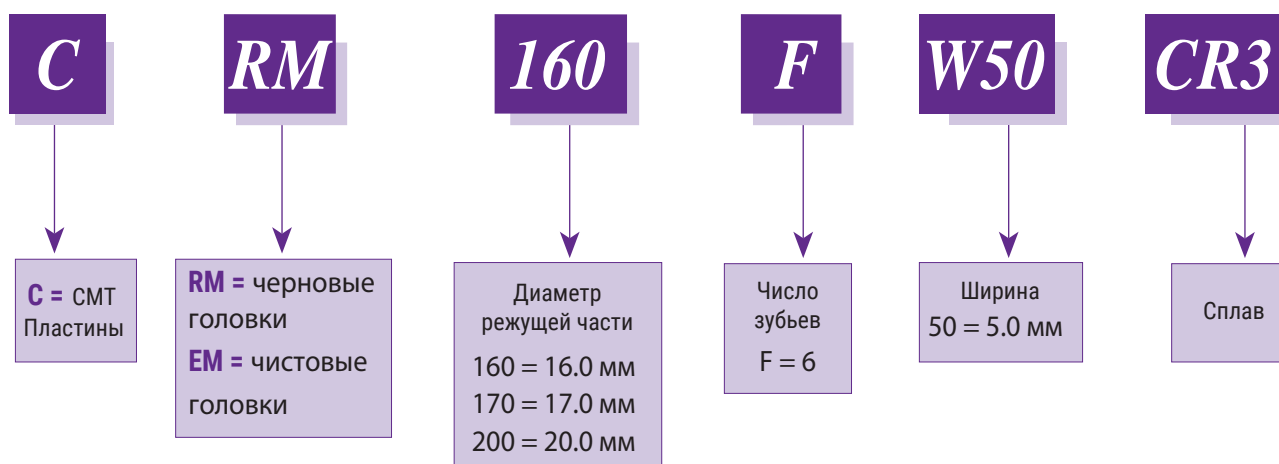 C RM 160 F W50 CR3
C = СМТ
Пластины
RM = черновые
головки
EM = чистовые
головки
Диаметр
режущей части
160 = 16.0 мм
170 = 17.0 мм
200 = 20.0 мм
Число
зубьев
F = 6
Ширина
50 = 5.0 мм
Сплав